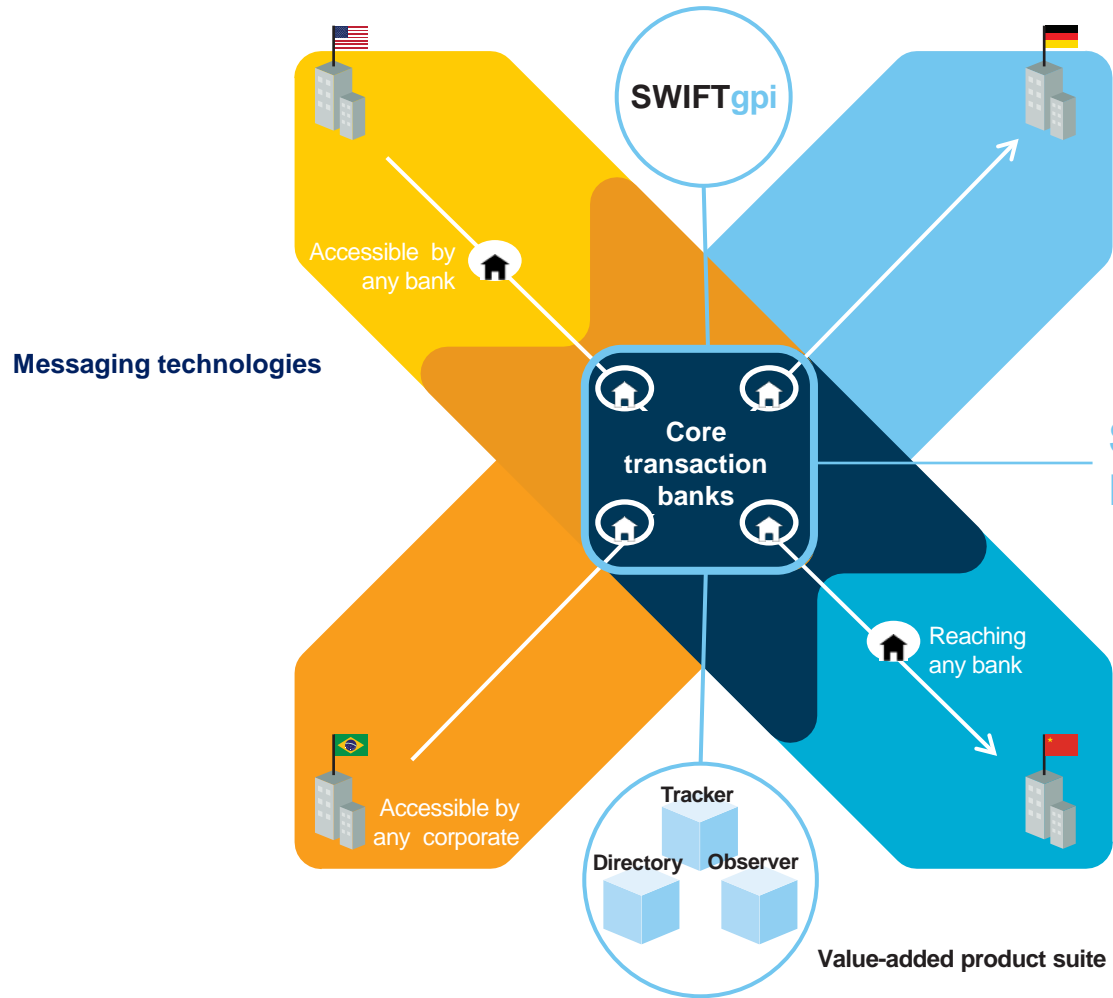 SWIFTgpi
Accessible by
any bank
Messaging technologies
Core
transaction
banks
Reaching
any bank
Accessible by
any corporate
Tracker
Directory
Observer
Value-added product suite